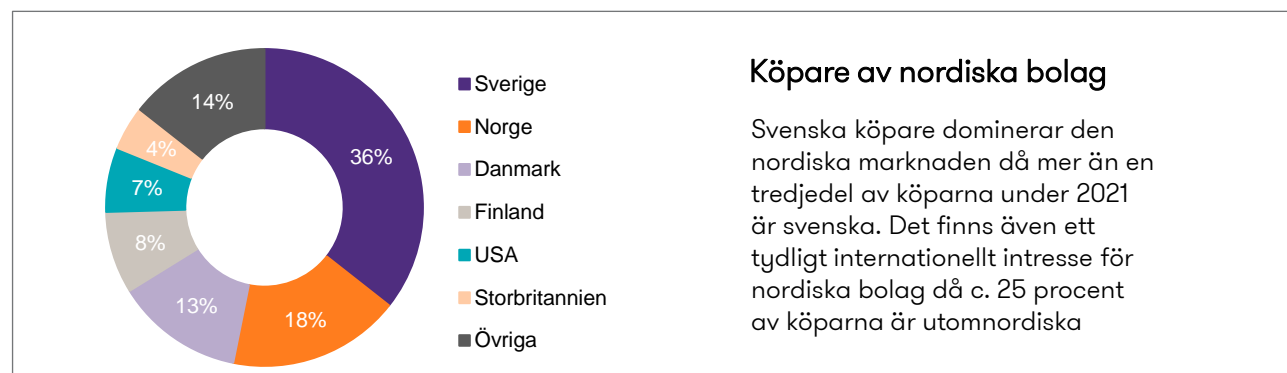 36%
18%
13%
8%
7%
4%
14%
Sverige
Norge
Danmark
Finland
USA
Storbritannien
Övriga
Köpare av nordiska bolag
Svenska köpare dominerar den
nordiska marknaden då mer än en
tredjedel av köparna under 2021
är svenska. Det finns även ett
tydligt internationellt intresse för
nordiska bolag då c. 25 procent
av köparna är utomnordiska